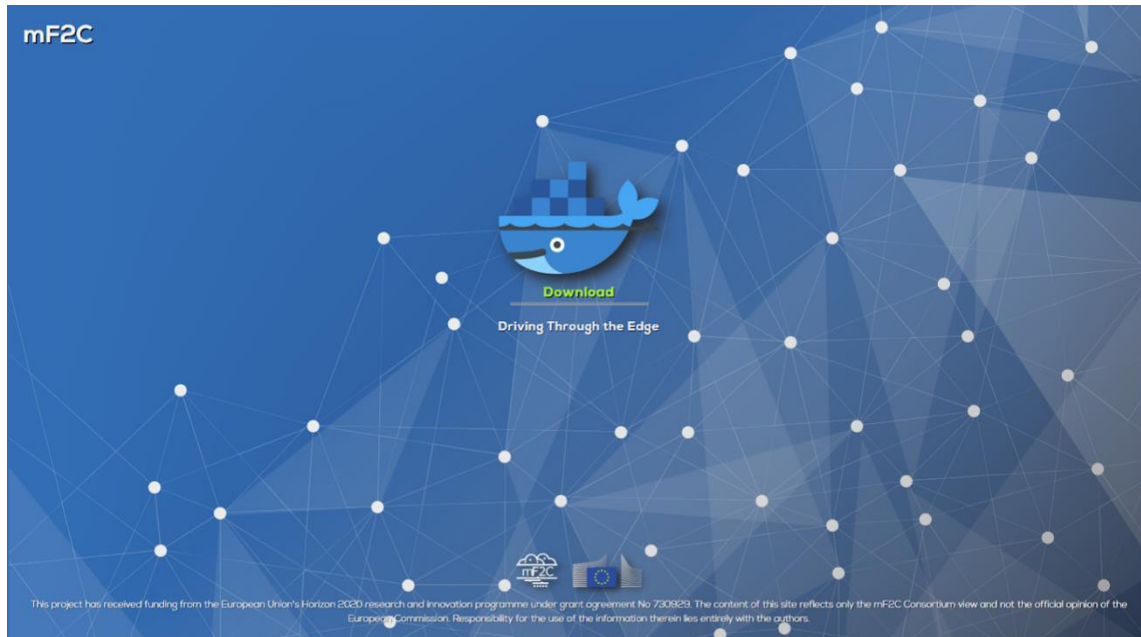 mF2C
Download
Driving Through the Edge
mF2C
This project has received funding from the European Union's Horizon 2020 research and innovation programme under grant agreement No 730929. The content of this site reflects only the mF2C Consortium view and not the official opinion of the
European Commission. Responsibility for the use of the information therein lies entirely with the authors.